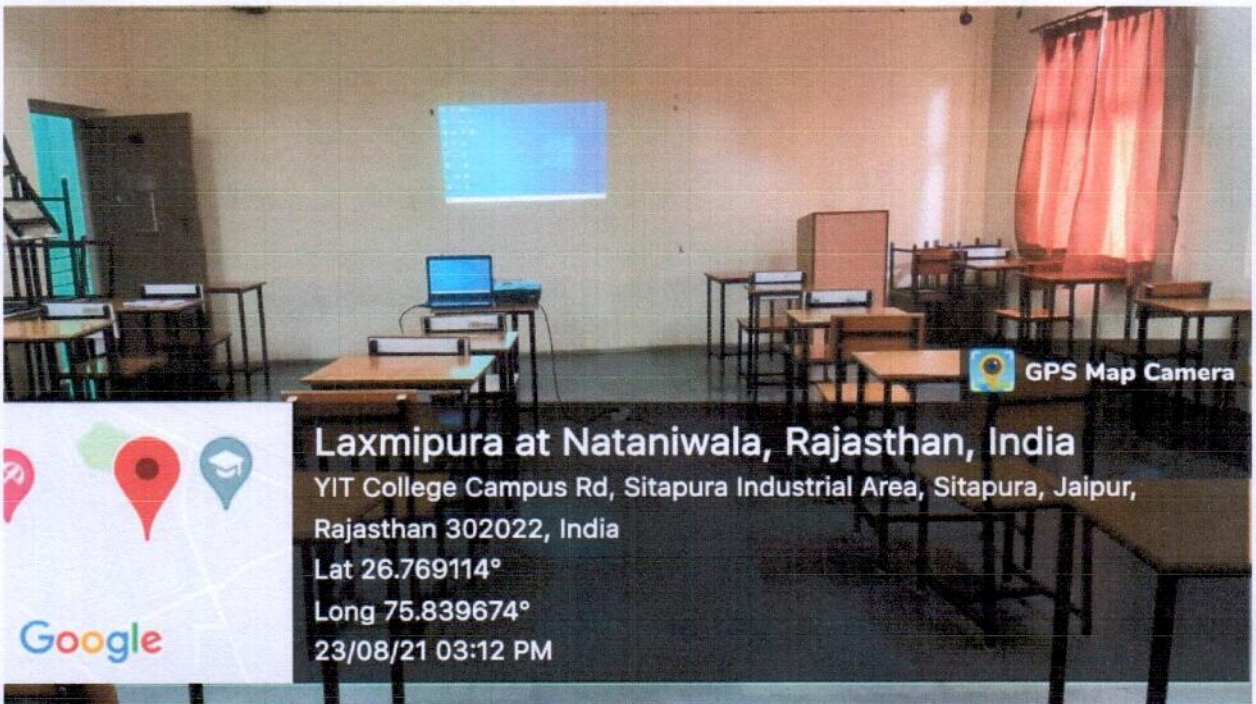 GPS Map Camera
Laxmipura at Nataniwala, Rajasthan, India
YIT College Campus Rd, Sitapura Industrial Area, Sitapura, Jaipur,
Rajasthan 302022, India
Lat 26.769114°
Long 75.839674°
23/08/21 03:12 PM
Google